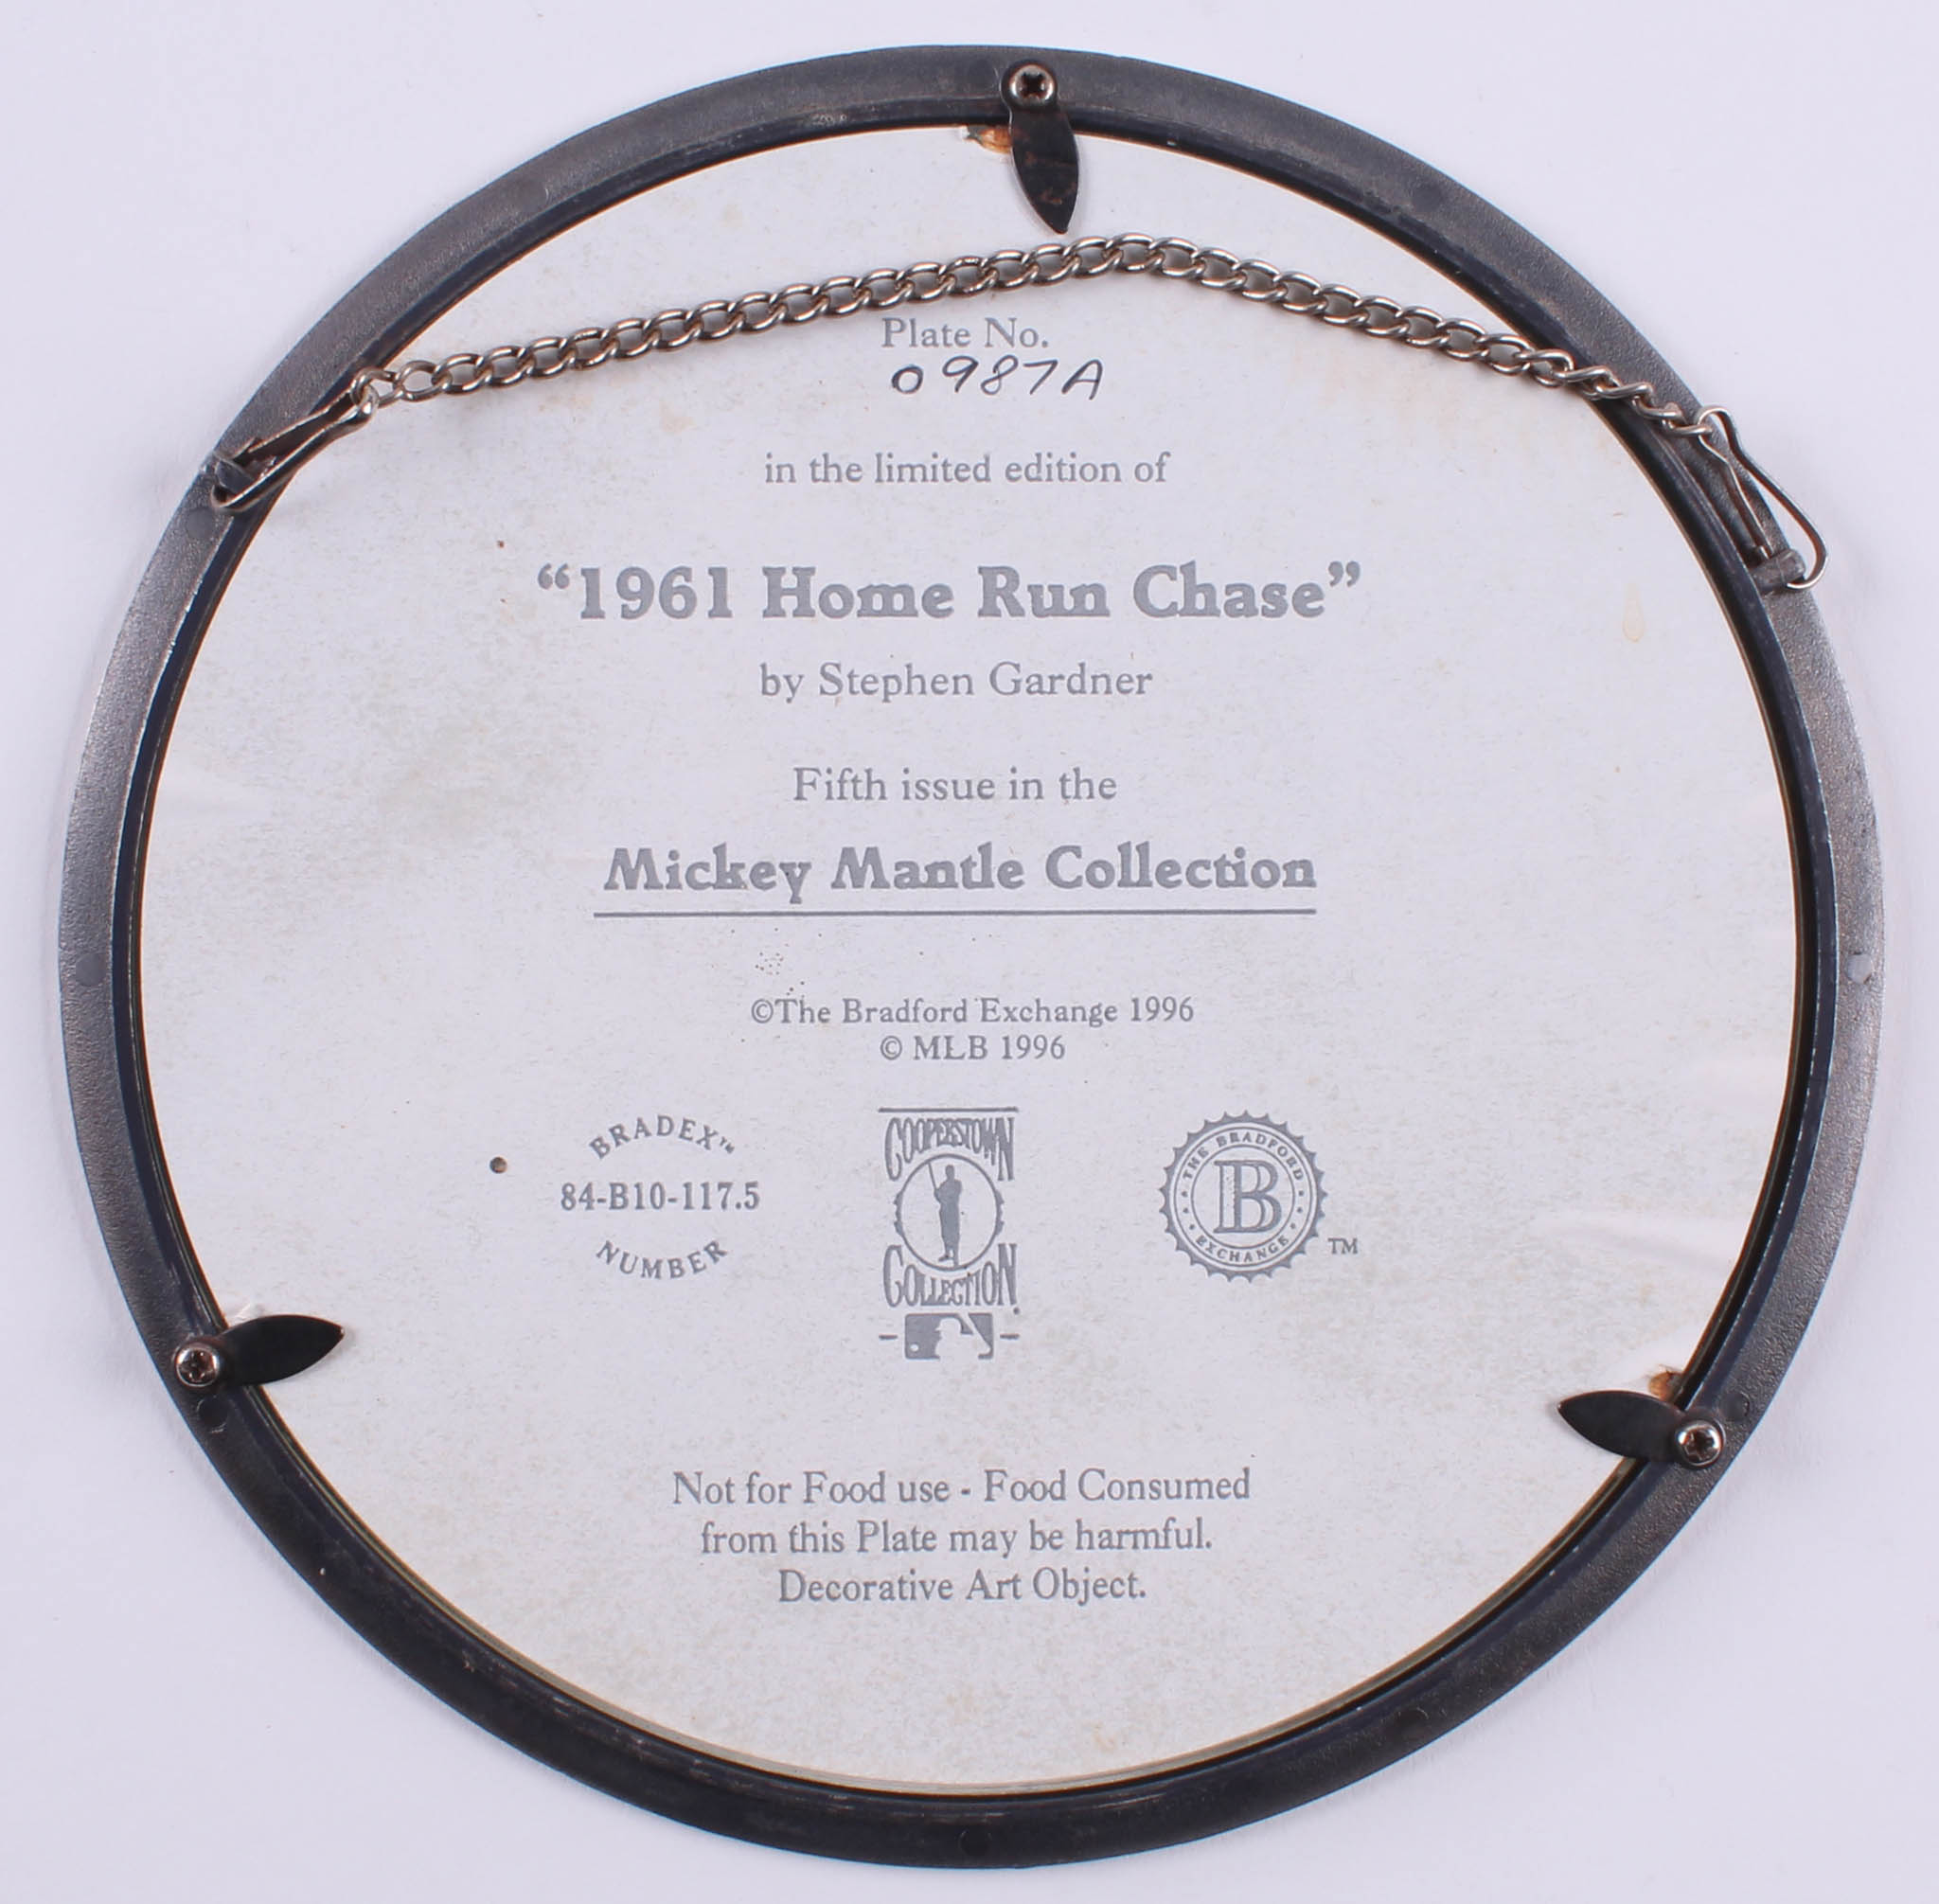 Plate No.
0987A
in the limited edition of
“1961 Home Run Chase”
by Stephen Gardner
Fifth issue in the
Mickey Mantle Collection
©The Bradford Exchange 1996
© MLB 1996
BRADEX™
84-B10-117.5
NUMBER
COOPERSTOWN
COLLECTION
THE BRADFORD
B
EXCHANGE
TM
Not for Food use - Food Consumed
from this Plate may be harmful.
Decorative Art Object.